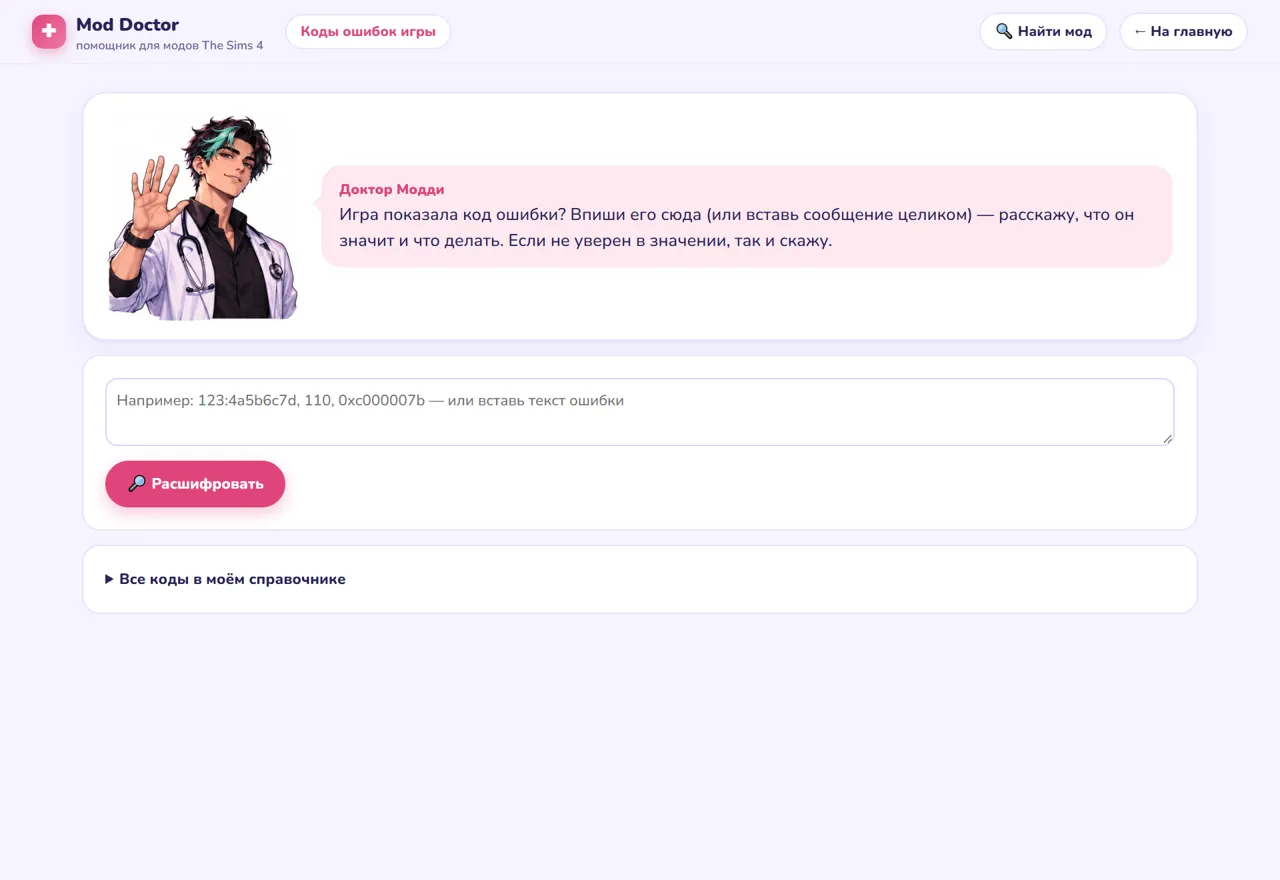 Mod Doctor
помощник для модов The Sims 4
Коды ошибок игры
🔍 Найти мод
← На главную
Доктор Модди
Игра показала код ошибки? Впиши его сюда (или вставь сообщение целиком) — расскажу, что он
значит и что делать. Если не уверен в значении, так и скажу.
Например: 123:4a5b6c7d, 110, 0xc000007b — или вставь текст ошибки
🔎 Расшифровать
▶ Все коды в моём справочнике